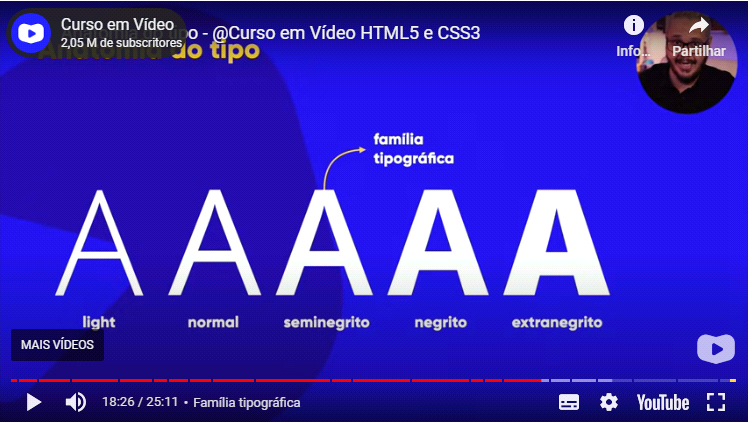 Curso em Vídeo
2,05 M de subscritores
po - @Curso em Vídeo HTML5 e CSS3
Info...
Partilhar
Anatomia do tipo
família
tipográfica
A A A A A
light normal seminegrito negrito extranegrito
MAIS VÍDEOS
18:26 / 25:11 • Família tipográfica
YouTube